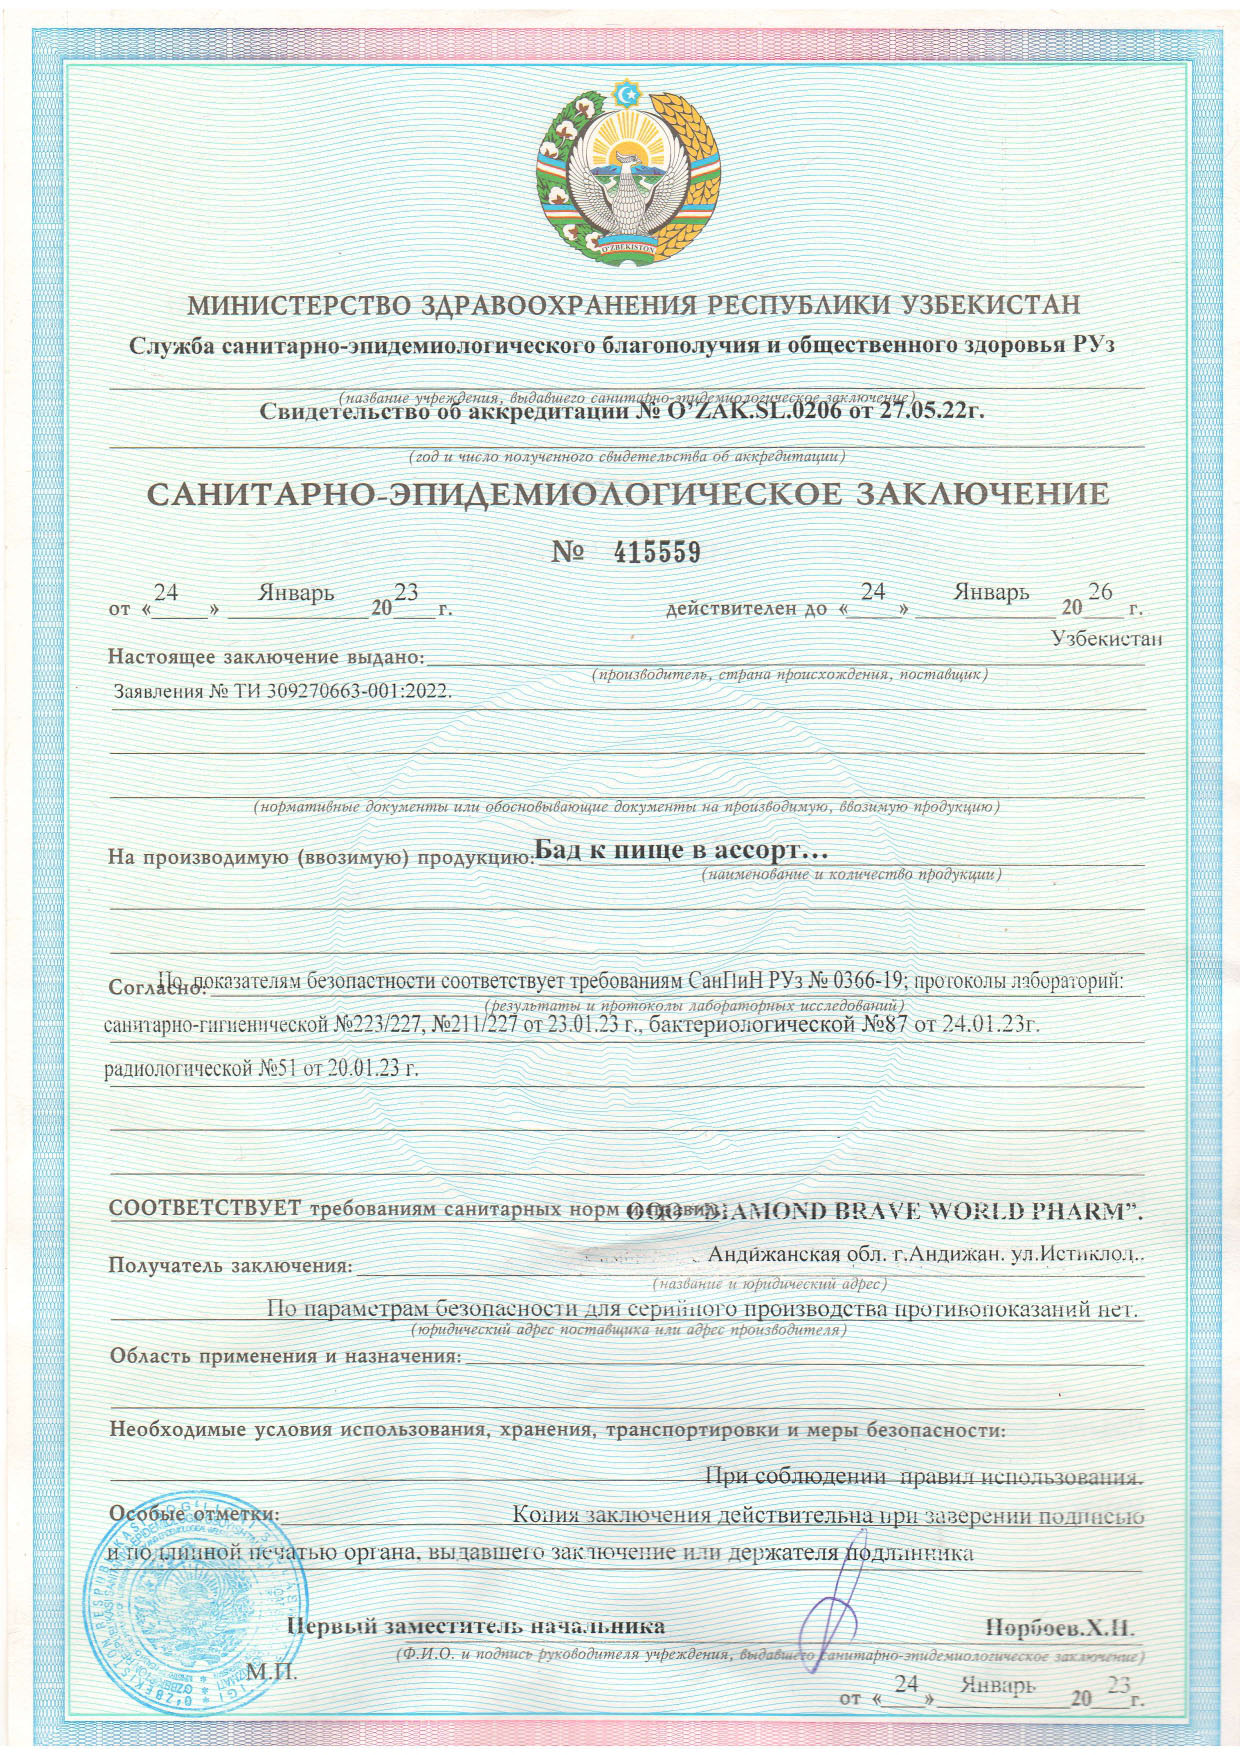 O'ZBEKISTON
МИНИСТЕРСТВО ЗДРАВООХРАНЕНИЯ РЕСПУБЛИКИ УЗБЕКИСТАН
Служба санитарно-эпидемиологического благополучия и общественного здоровья РУз
(название учреждения, выдавшего санитарно-эпидемиологическое заключение)
Свидетельство об аккредитации № O’ZAK.SL.0206 от 27.05.22г.
(год и число полученного свидетельства об аккредитации)
САНИТАРНО-ЭПИДЕМИОЛОГИЧЕСКОЕ ЗАКЛЮЧЕНИЕ
№ 415559
от «24» Январь 2023 г. действителен до «24» Январь 2026 г.
Узбекистан
Настоящее заключение выдано:
(производитель, страна происхождения, поставщик)
Заявления № ТИ 309270663-001:2022.
(нормативные документы или обосновывающие документы на производимую, ввозимую продукцию)
На производимую (ввозимую) продукцию: Бад к пище в ассорт…
(наименование и количество продукции)
Согласно: По показателям безопастности соответствует требованиям СанПиН РУз № 0366-19; протоколы лабораторий:
(результаты и протоколы лабораторных исследований)
санитарно-гигиенической №223/227, №211/227 от 23.01.23 г., бактериологической №87 от 24.01.23г.
радиологической №51 от 20.01.23 г.
СООТВЕТСТВУЕТ требованиям санитарных норм и правил: ООО “DIAMOND BRAVE WORLD PHARM”.
Андижанская обл. г.Андижан. ул.Истиклол..
Получатель заключения:
(название и юридический адрес)
По параметрам безопасности для серийного производства противопоказаний нет.
(юридический адрес поставщика или адрес производителя)
Область применения и назначения:
Необходимые условия использования, хранения, транспортировки и меры безопасности:
При соблюдении правил использования.
Особые отметки: Копия заключения действительна при заверении подписью
и подлинной печатью органа, выдавшего заключение или держателя подлинника
Первый заместитель начальника Норбоев.Х.Н.
(Ф.И.О. и подпись руководителя учреждения, выдавшего санитарно-эпидемиологическое заключение)
М.П.
от «24» Январь 2023 г.